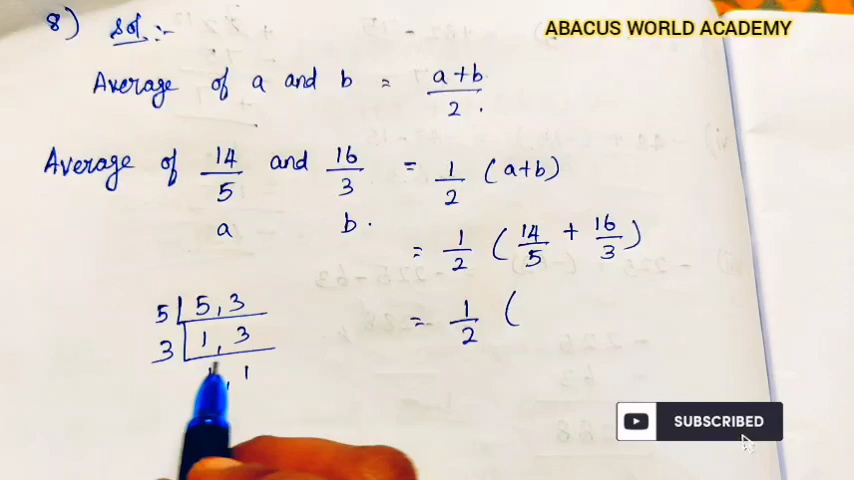 8) Sol :-
ABACUS WORLD ACADEMY
Average of a and b = a+b/2.
Average of 14/5 and 16/3 = 1/2 (a+b)
a b.
= 1/2 (14/5 + 16/3)
5 | 5, 3
= 1/2 (
3 | 1, 3
1, 1
SUBSCRIBED